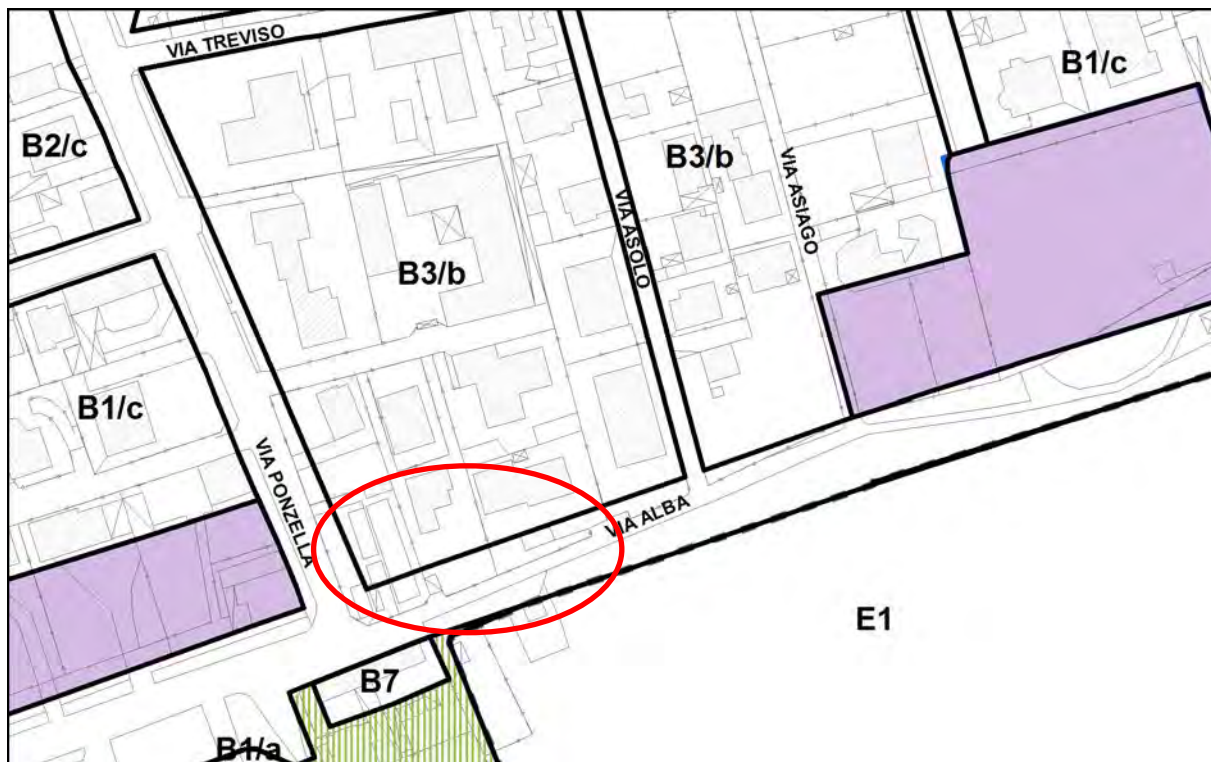 VIA TREVISO
B1/c
B2/c
B3/b
VIA ASIAGO
VIA ASOLO
B3/b
B1/c
VIA PONZELLA
VIA ALBA
E1
B7
B1/a